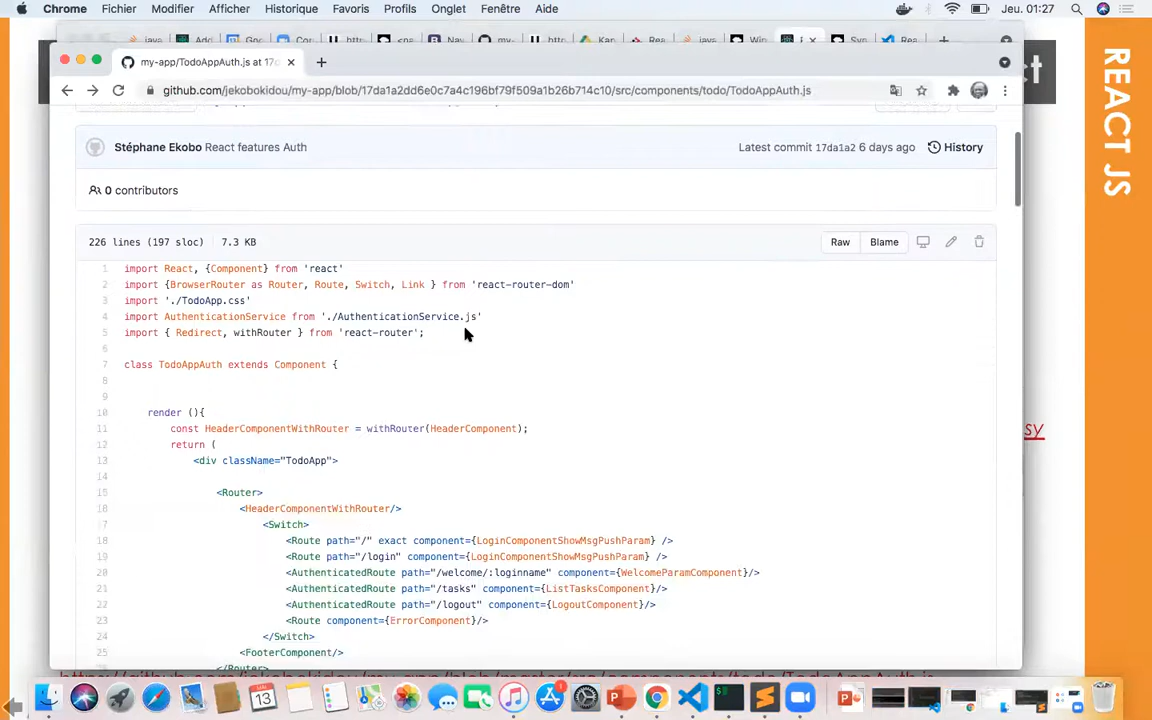 Chrome Fichier Modifier Afficher Historique Favoris Profils Onglet Fenêtre Aide Jeu. 01:27
my-app/TodoAppAuth.js at 17d
github.com/jekobokidou/my-app/blob/17da1a2dd6e0c7a4c196bf79f509a1b26b714c10/src/components/todo/TodoAppAuth.js
REACT JS
Stéphane Ekobo React features Auth Latest commit 17da1a2 6 days ago History
0 contributors
226 lines (197 sloc) 7.3 KB Raw Blame
1 import React, {Component} from 'react'
2 import {BrowserRouter as Router, Route, Switch, Link } from 'react-router-dom'
3 import './TodoApp.css'
4 import AuthenticationService from './AuthenticationService.js'
5 import { Redirect, withRouter } from 'react-router';
6
7 class TodoAppAuth extends Component {
8
9
10 render (){
11 const HeaderComponentWithRouter = withRouter(HeaderComponent);
12 return (
13 <div className="TodoApp">
14
15 <Router>
16 <HeaderComponentWithRouter/>
17 <Switch>
18 <Route path="/" exact component={LoginComponentShowMsgPushParam} />
19 <Route path="/login" component={LoginComponentShowMsgPushParam} />
20 <AuthenticatedRoute path="/welcome/:loginname" component={WelcomeParamComponent}/>
21 <AuthenticatedRoute path="/tasks" component={ListTasksComponent}/>
22 <AuthenticatedRoute path="/logout" component={LogoutComponent}/>
23 <Route component={ErrorComponent}/>
24 </Switch>
25 <FooterComponent/>
</Router>
sy